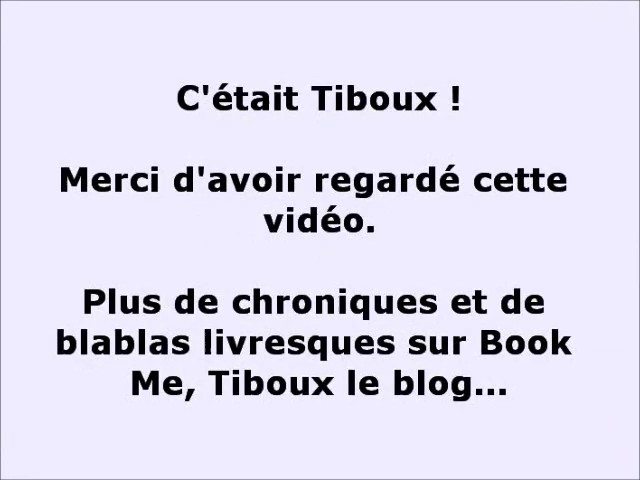 C'était Tiboux !
Merci d'avoir regardé cette
vidéo.
Plus de chroniques et de
blablas livresques sur Book
Me, Tiboux le blog...